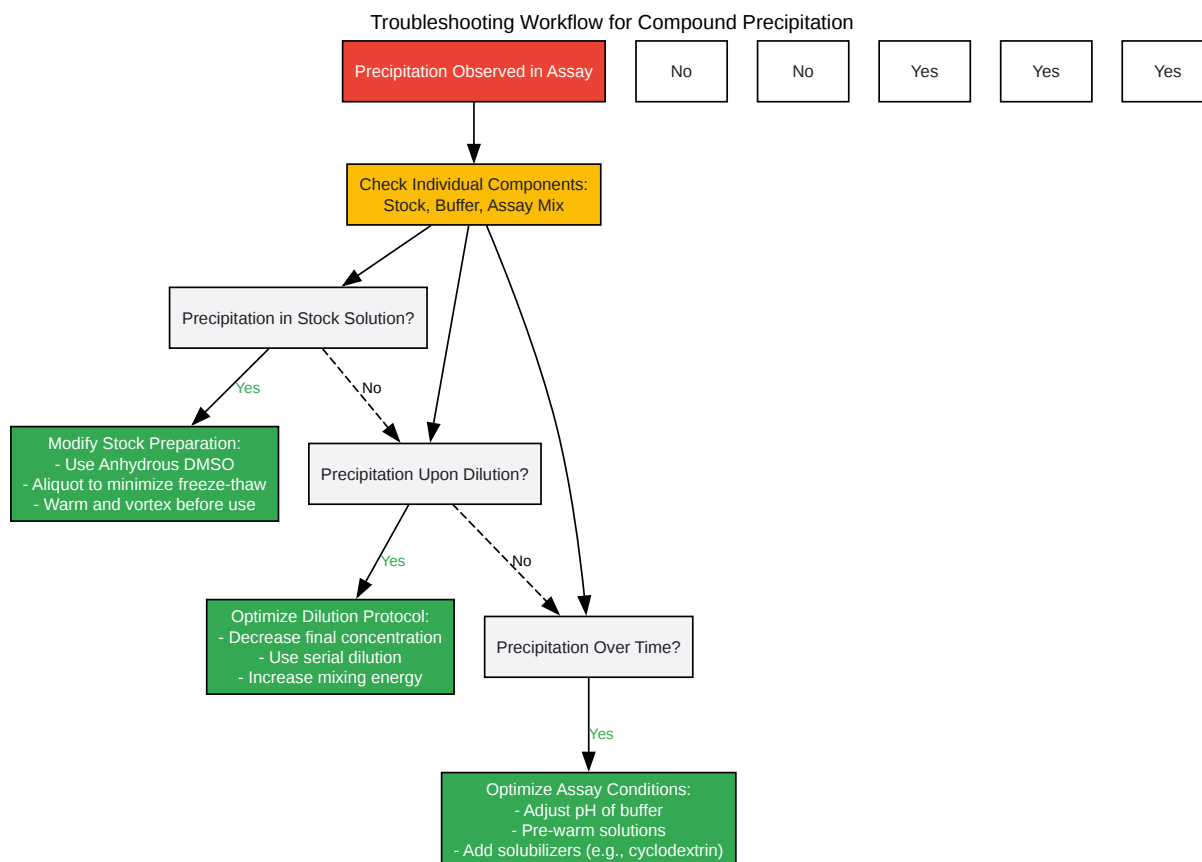 Troubleshooting Workflow for Compound Precipitation
Precipitation Observed in Assay
No
No
Yes
Yes
Yes
Check Individual Components:
Stock, Buffer, Assay Mix
Precipitation in Stock Solution?
Yes
No
Modify Stock Preparation:
- Use Anhydrous DMSO
- Aliquot to minimize freeze-thaw
- Warm and vortex before use
Precipitation Upon Dilution?
Yes
No
Optimize Dilution Protocol:
- Decrease final concentration
- Use serial dilution
- Increase mixing energy
Precipitation Over Time?
Yes
Optimize Assay Conditions:
- Adjust pH of buffer
- Pre-warm solutions
- Add solubilizers (e.g., cyclodextrin)